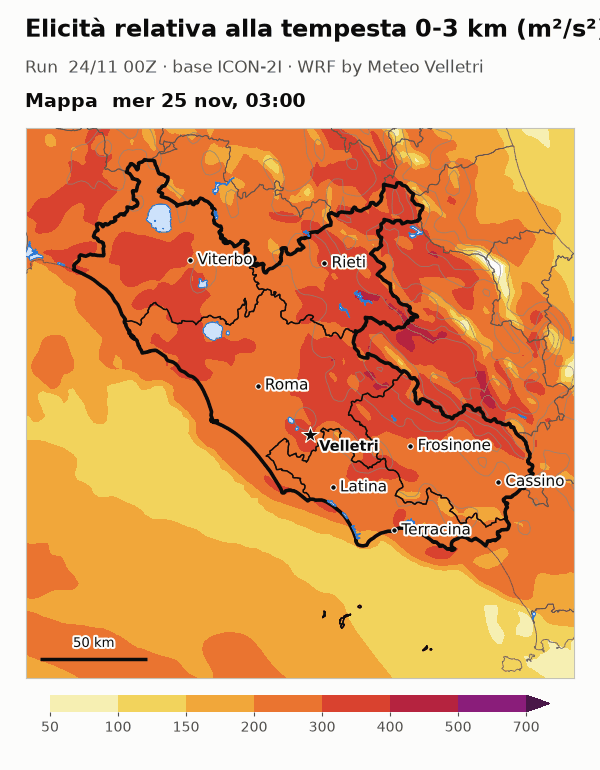 Elicità relativa alla tempesta 0-3 km (m²/s²)
Run  24/11 00Z · base ICON-2I · WRF by Meteo Velletri
Mappa  mer 25 nov, 03:00
Viterbo
Rieti
Roma
Velletri
Frosinone
Latina
Cassino
Terracina
50 km
50 100 150 200 300 400 500 700